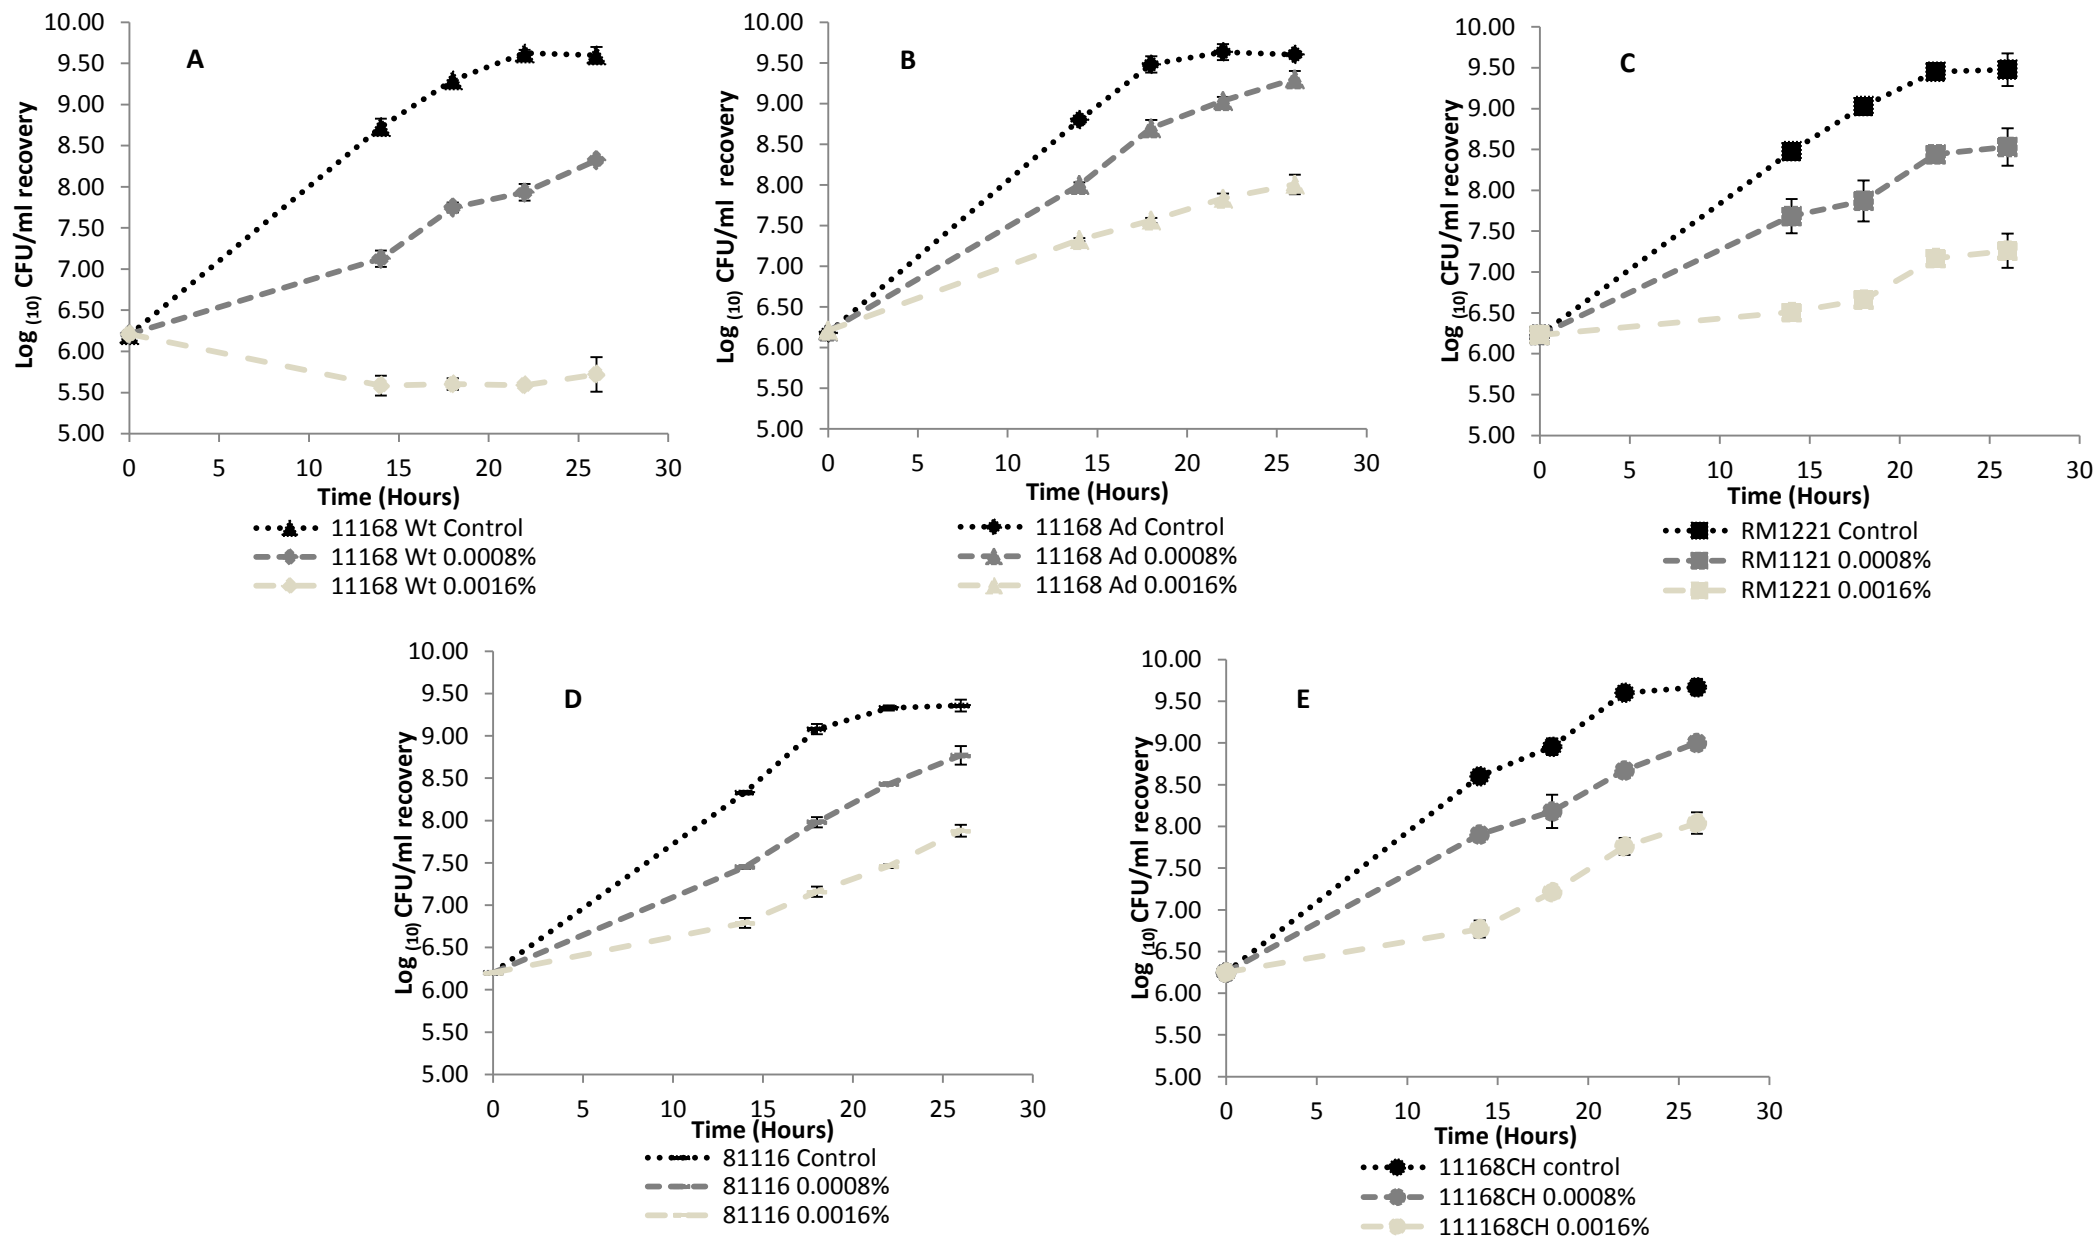 A
10.00
9.50
9.00
8.50
8.00
7.50
7.00
6.50
6.00
5.50
5.00
Log (10) CFU/ml recovery
0 5 10 15 20 25 30
Time (Hours)
11168 Wt Control
11168 Wt 0.0008%
11168 Wt 0.0016%
B
10.00
9.50
9.00
8.50
8.00
7.50
7.00
6.50
6.00
5.50
5.00
Log (10) CFU/ml recovery
0 5 10 15 20 25 30
Time (Hours)
11168 Ad Control
11168 Ad 0.0008%
11168 Ad 0.0016%
C
10.00
9.50
9.00
8.50
8.00
7.50
7.00
6.50
6.00
5.50
5.00
Log (10) CFU/ml recovery
0 5 10 15 20 25 30
Time (Hours)
RM1221 Control
RM1121 0.0008%
RM1221 0.0016%
D
10.00
9.50
9.00
8.50
8.00
7.50
7.00
6.50
6.00
5.50
5.00
Log (10) CFU/ml recovery
0 5 10 15 20 25 30
Time (Hours)
81116 Control
81116 0.0008%
81116 0.0016%
E
10.00
9.50
9.00
8.50
8.00
7.50
7.00
6.50
6.00
5.50
5.00
Log (10) CFU/ml recovery
0 5 10 15 20 25 30
Time (Hours)
11168CH control
11168CH 0.0008%
111168CH 0.0016%